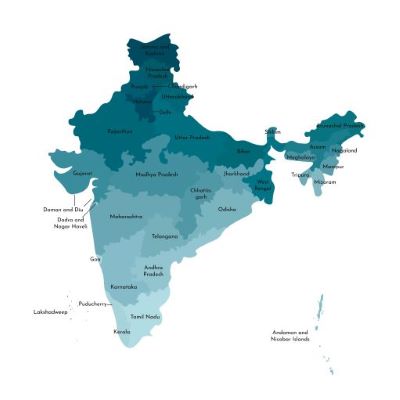 Jammu and
Kashmir
Himachal
Pradesh
Punjab
Chandigarh
Uttarakhand
Haryana
Delhi
Rajasthan
Uttar Pradesh
Sikkim
Arunachal Pradesh
Assam
Nagaland
Meghalaya
Manipur
Tripura
Mizoram
Bihar
Jharkhand
West
Bengal
Gujarat
Madhya Pradesh
Chhattis
garh
Odisha
Daman and Diu
Dadra and
Nagar Haveli
Maharashtra
Telangana
Goa
Andhra
Pradesh
Karnataka
Puducherry
Lakshadweep
Tamil Nadu
Kerala
Andaman and
Nicobar Islands